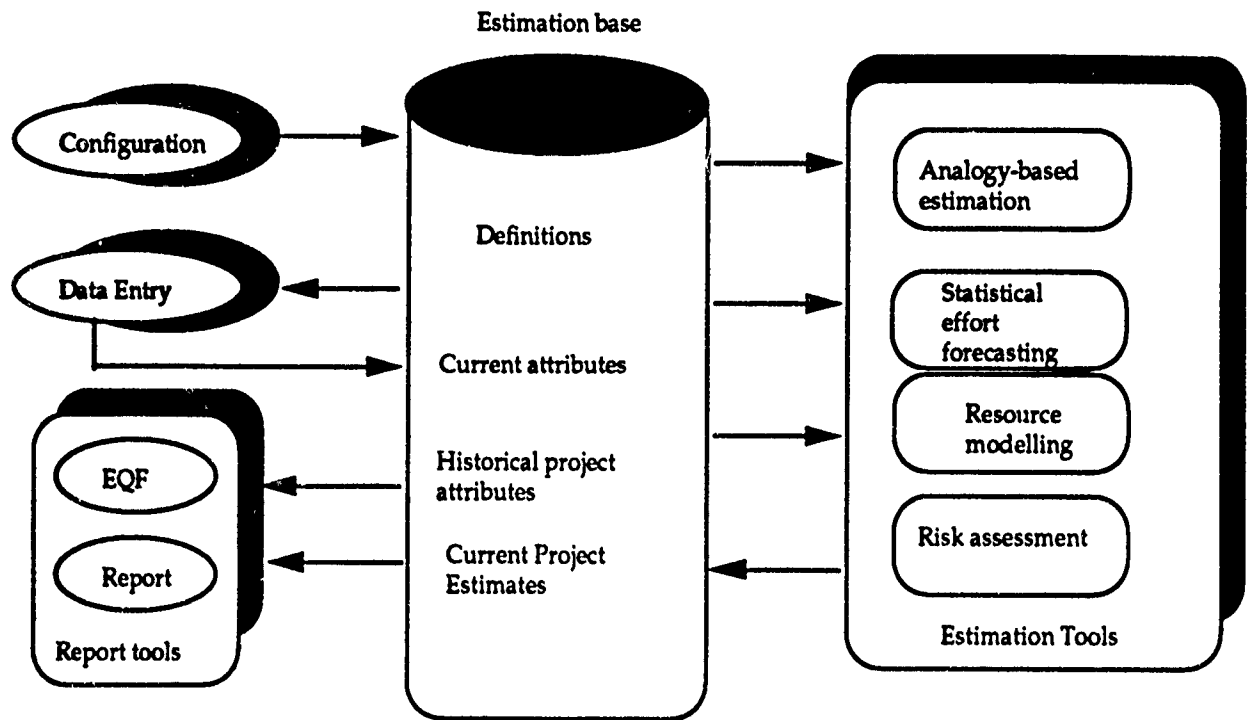 Estimation base
Configuration
Data Entry
EQF
Report
Report tools
Definitions
Current attributes
Historical project
attributes
Current Project
Estimates
Analogy-based
estimation
Statistical
effort
forecasting
Resource
modelling
Risk assessment
Estimation Tools